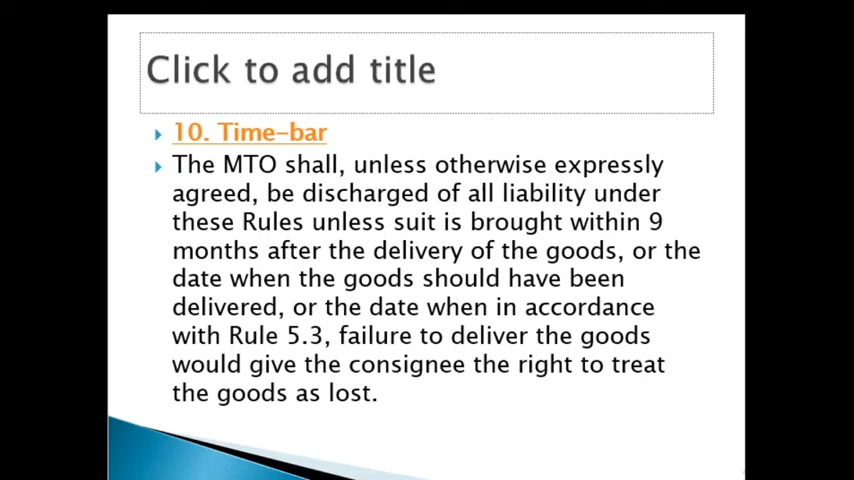 Click to add title
10. Time-bar
The MTO shall, unless otherwise expressly
agreed, be discharged of all liability under
these Rules unless suit is brought within 9
months after the delivery of the goods, or the
date when the goods should have been
delivered, or the date when in accordance
with Rule 5.3, failure to deliver the goods
would give the consignee the right to treat
the goods as lost.